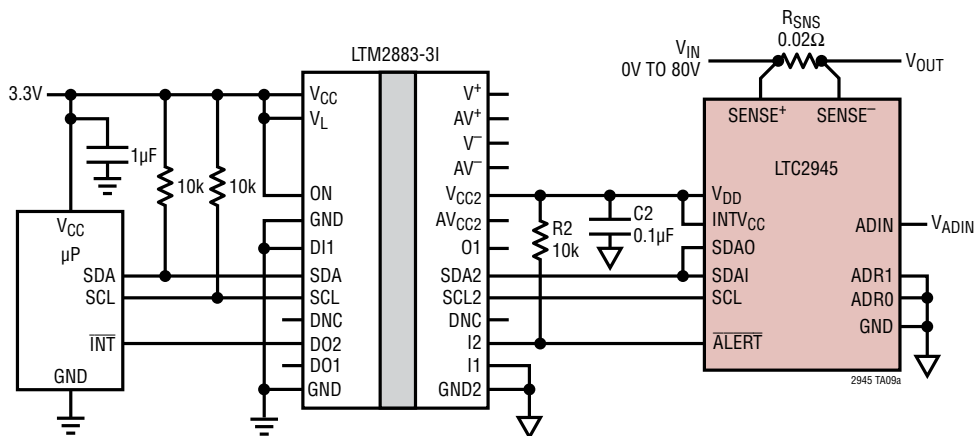 LTM2883-3I
3.3V
1µF
10k
10k
VCC
µP
SDA
SCL
INT
GND
VCC
VL
ON
GND
DI1
SDA
SCL
DNC
DO2
DO1
GND
V+
AV+
V–
AV–
VCC2
AVCC2
O1
SDA2
SCL2
DNC
I2
I1
GND2
R2
10k
C2
0.1µF
RSNS
0.02Ω
VIN
0V TO 80V
VOUT
SENSE+ SENSE–
LTC2945
VDD
INTVCC
SDAO
SDAI
SCL
ALERT
ADIN
VADIN
ADR1
ADR0
GND
2945 TA09a